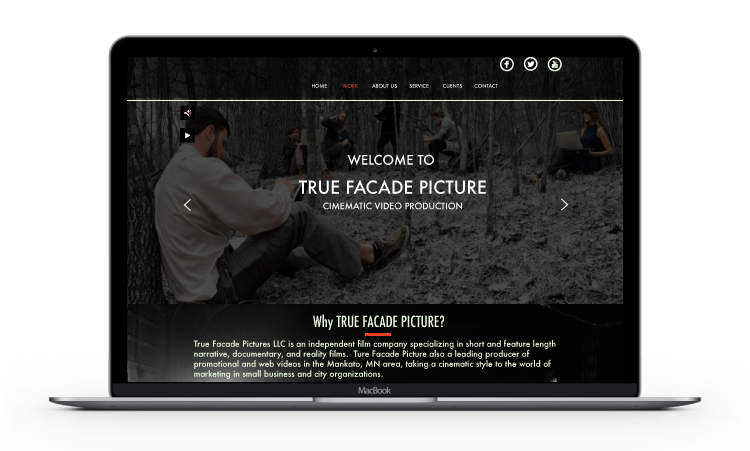 HOME WORK ABOUT US SERVICE CLIENTS CONTACT
WELCOME TO
TRUE FACADE PICTURE
CIMEMATIC VIDEO PRODUCTION
Why TRUE FACADE PICTURE?
True Facade Pictures LLC is an independent film company specializing in short and feature length
narrative, documentary, and reality films. Ture Facade Picture also a leading producer of
promotional and web videos in the Mankato, MN area, taking a cinematic style to the world of
marketing in small business and city organizations.
MacBook